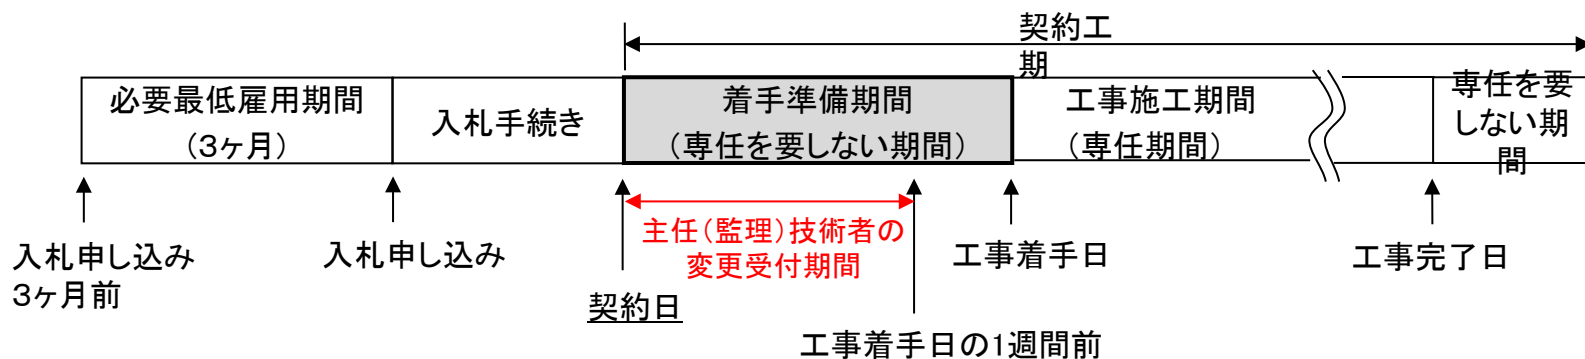 契約工
期
必要最低雇用期間
（3ヶ月）
入札手続き
着手準備期間
（専任を要しない期間）
工事施工期間
（専任期間）
専任を要
しない期
間
入札申し込み
3ヶ月前
入札申し込み
主任（監理）技術者の
変更受付期間
契約日
工事着手日
工事着手日の1週間前
工事完了日